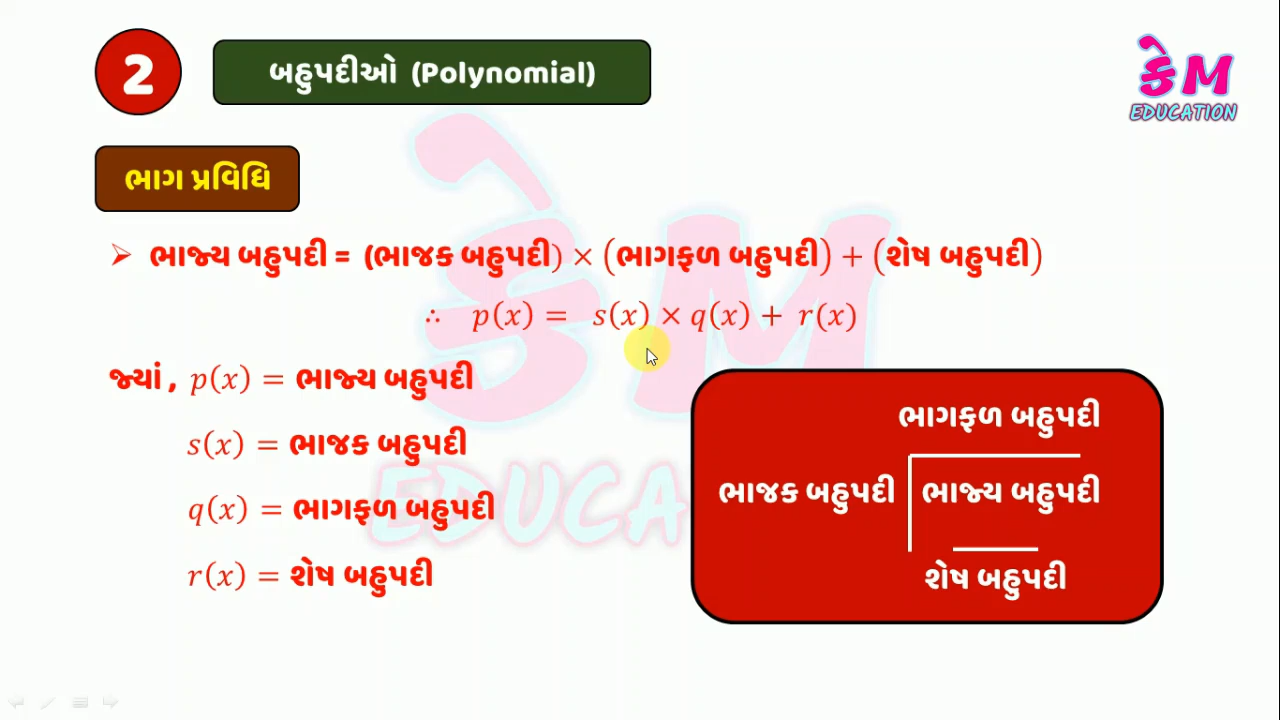 2
બહુપદીઓ (Polynomial)
કેમ
EDUCATION
ભાગ પ્રવિધિ
➢ ભાજ્ય બહુપદી = (ભાજક બહુપદી) × (ભાગફળ બહુપદી) + (શેષ બહુપદી)
∴ p(x) = s(x) × q(x) + r(x)
જ્યાં , p(x) = ભાજ્ય બહુપદી
s(x) = ભાજક બહુપદી
q(x) = ભાગફળ બહુપદી
r(x) = શેષ બહુપદી
ભાગફળ બહુપદી
ભાજક બહુપદી ભાજ્ય બહુપદી
શેષ બહુપદી